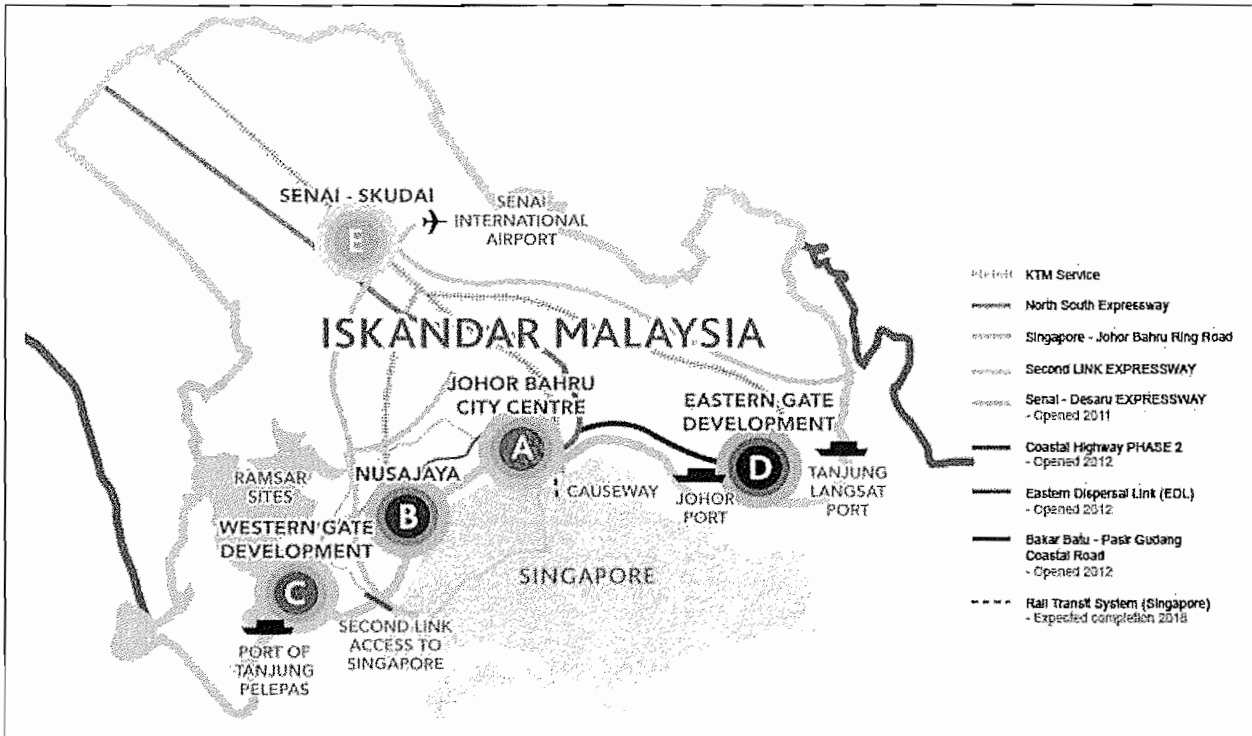 SENAI - SKUDAI
E
SENAI
INTERNATIONAL
AIRPORT
ISKANDAR MALAYSIA
JOHOR BAHRU
CITY CENTRE
A
EASTERN GATE
DEVELOPMENT
D
RAMSAR
SITES
NUSAJAYA
B
CAUSEWAY
JOHOR
PORT
TANJUNG
LANGSAT
PORT
WESTERN GATE
DEVELOPMENT
C
SINGAPORE
PORT OF
TANJUNG
PELEPAS
SECOND LINK
ACCESS TO
SINGAPORE
KTM Service
North South Expressway
Singapore - Johor Bahru Ring Road
Second LINK EXPRESSWAY
Senai - Desaru EXPRESSWAY
- Opened 2011
Coastal Highway PHASE 2
- Opened 2012
Eastern Dispersal Link (EDL)
- Opened 2012
Bakar Batu - Pasir Gudang
Coastal Road
- Opened 2012
Rail Transit System (Singapore)
- Expected completion 2018